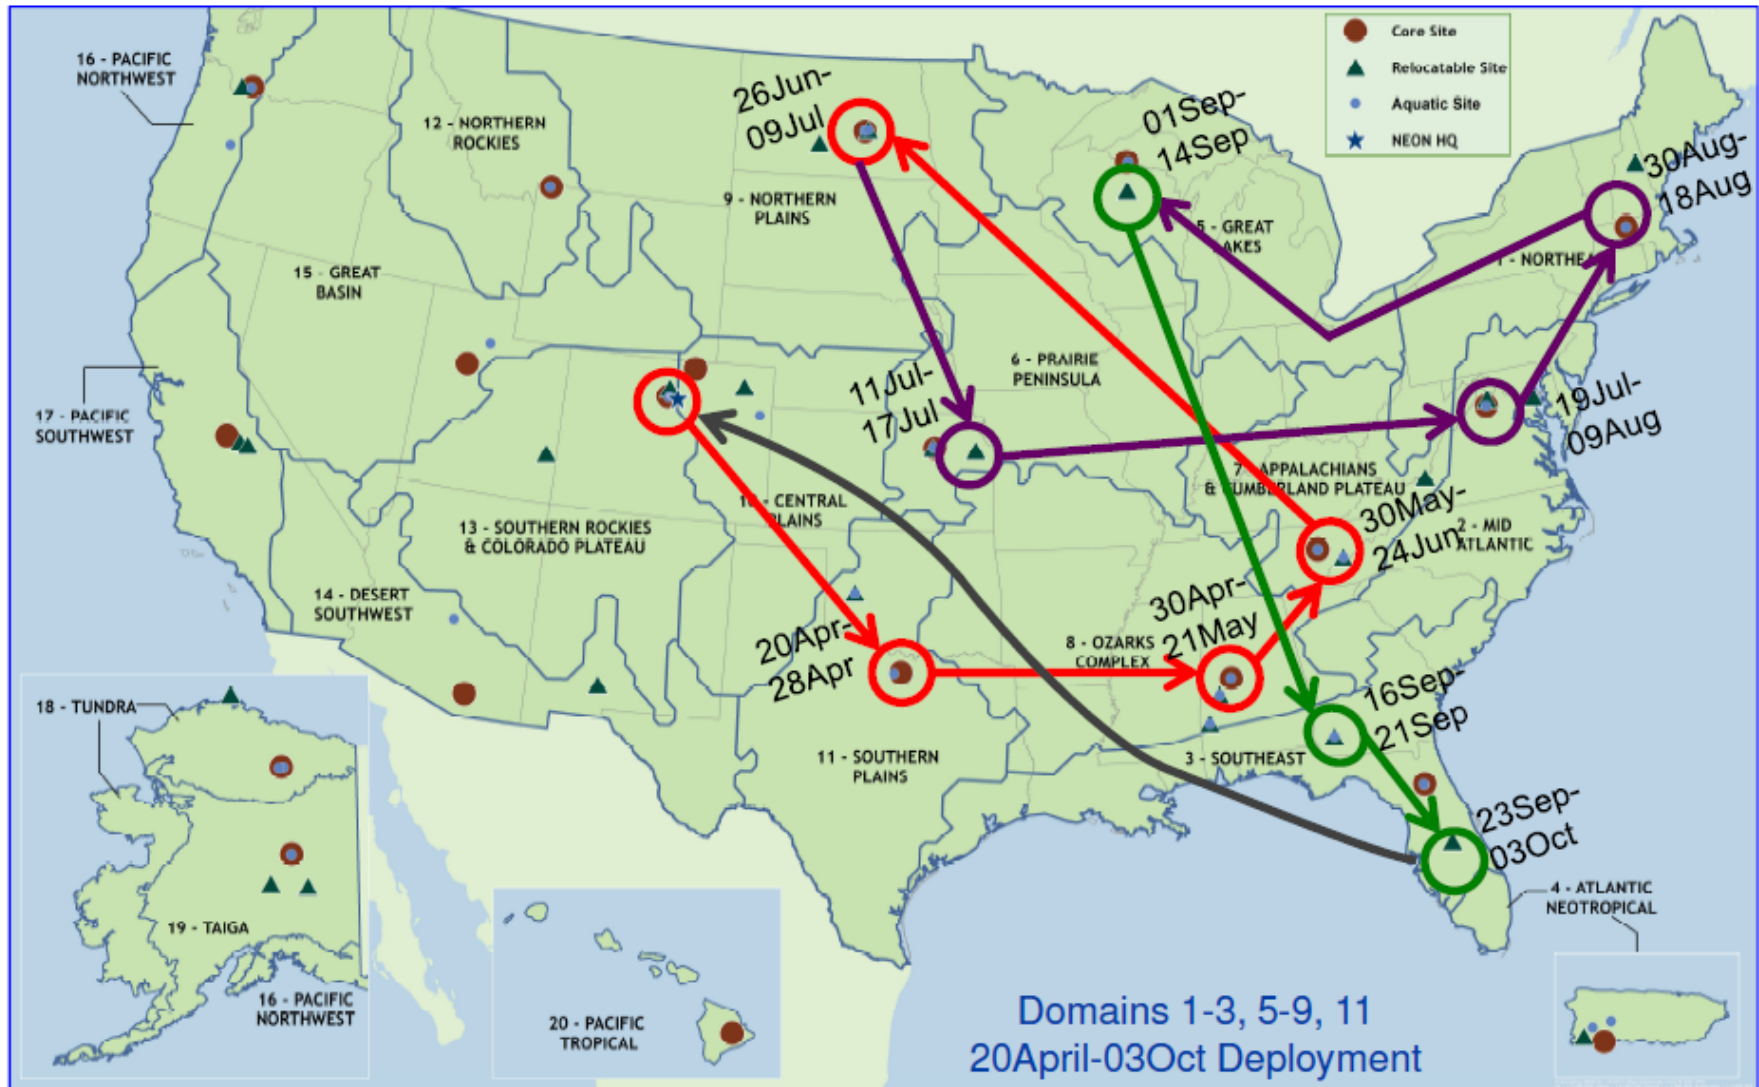 Core Site
Relocatable Site
Aquatic Site
NEON HQ
16 - PACIFIC
NORTHWEST
12 - NORTHERN
ROCKIES
26Jun-
09Jul
01Sep-
14Sep
30Aug-
18Aug
9 - NORTHERN
PLAINS
5 - GREAT
LAKES
15 - GREAT
BASIN
1 - NORTHEA
6 - PRAIRIE
PENINSULA
11Jul-
17Jul
19Jul-
09Aug
17 - PACIFIC
SOUTHWEST
7 - APPALACHIANS
& CUMBERLAND PLATEAU
10 - CENTRAL
PLAINS
13 - SOUTHERN ROCKIES
& COLORADO PLATEAU
30May-
24Jun
2 - MID
ATLANTIC
14 - DESERT
SOUTHWEST
20Apr-
28Apr
30Apr-
21May
8 - OZARKS
COMPLEX
16Sep-
21Sep
18 - TUNDRA
11 - SOUTHERN
PLAINS
3 - SOUTHEAST
23Sep-
03Oct
4 - ATLANTIC
NEOTROPICAL
19 - TAIGA
16 - PACIFIC
NORTHWEST
20 - PACIFIC
TROPICAL
Domains 1-3, 5-9, 11
20April-03Oct Deployment